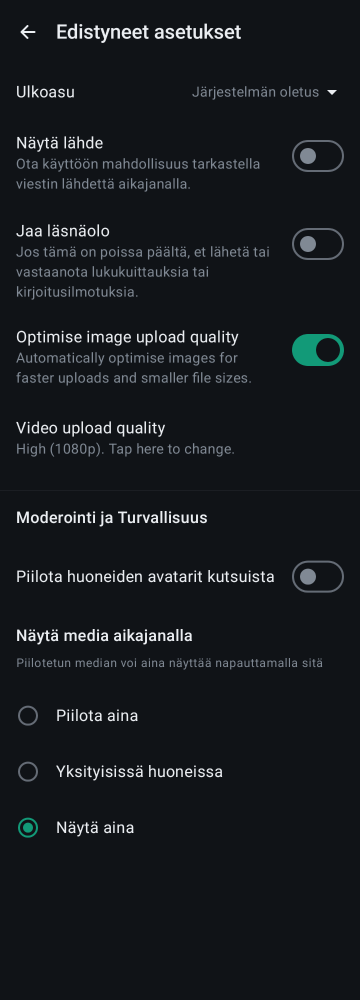 Edistyneet asetukset
Ulkoasu
Järjestelmän oletus
Näytä lähde
Ota käyttöön mahdollisuus tarkastella
viestin lähdettä aikajanalla.
Jaa läsnäolo
Jos tämä on poissa päältä, et lähetä tai
vastaanota lukukuittauksia tai
kirjoitusilmotuksia.
Optimise image upload quality
Automatically optimise images for
faster uploads and smaller file sizes.
Video upload quality
High (1080p). Tap here to change.
Moderointi ja Turvallisuus
Piilota huoneiden avatarit kutsuista
Näytä media aikajanalla
Piilotetun median voi aina näyttää napauttamalla sitä
Piilota aina
Yksityisissä huoneissa
Näytä aina